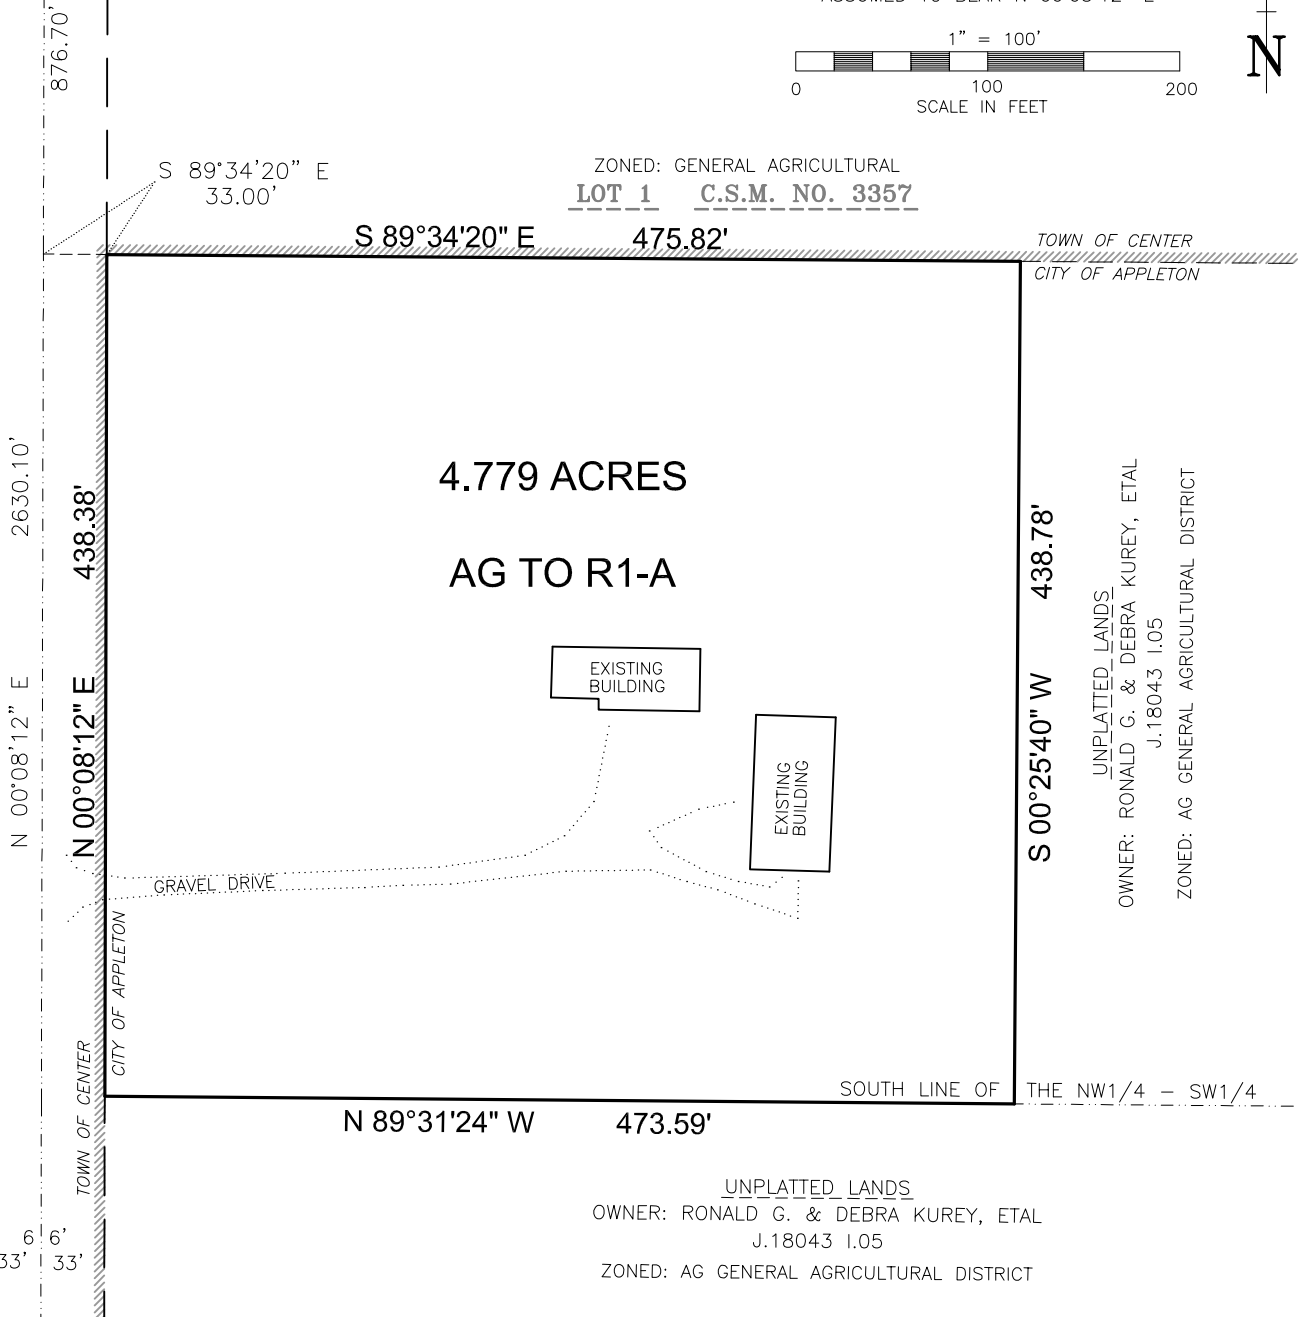 1" = 100'
0 100 200
SCALE IN FEET
N
876.70'
S 89°34'20" E
33.00'
ZONED: GENERAL AGRICULTURAL
LOT 1 C.S.M. NO. 3357
S 89°34'20" E 475.82'
TOWN OF CENTER
CITY OF APPLETON
N 00°08'12" E 2630.10'
N 00°08'12" E 438.38'
4.779 ACRES
AG TO R1-A
EXISTING
BUILDING
EXISTING
BUILDING
GRAVEL DRIVE
S 00°25'40" W 438.78'
UNPLATTED LANDS
OWNER: RONALD G. & DEBRA KUREY, ETAL
J.18043 I.05
ZONED: AG GENERAL AGRICULTURAL DISTRICT
CITY OF APPLETON
TOWN OF CENTER
SOUTH LINE OF THE NW1/4 - SW1/4
N 89°31'24" W 473.59'
UNPLATTED LANDS
OWNER: RONALD G. & DEBRA KUREY, ETAL
J.18043 I.05
ZONED: AG GENERAL AGRICULTURAL DISTRICT
66'
33' 33'